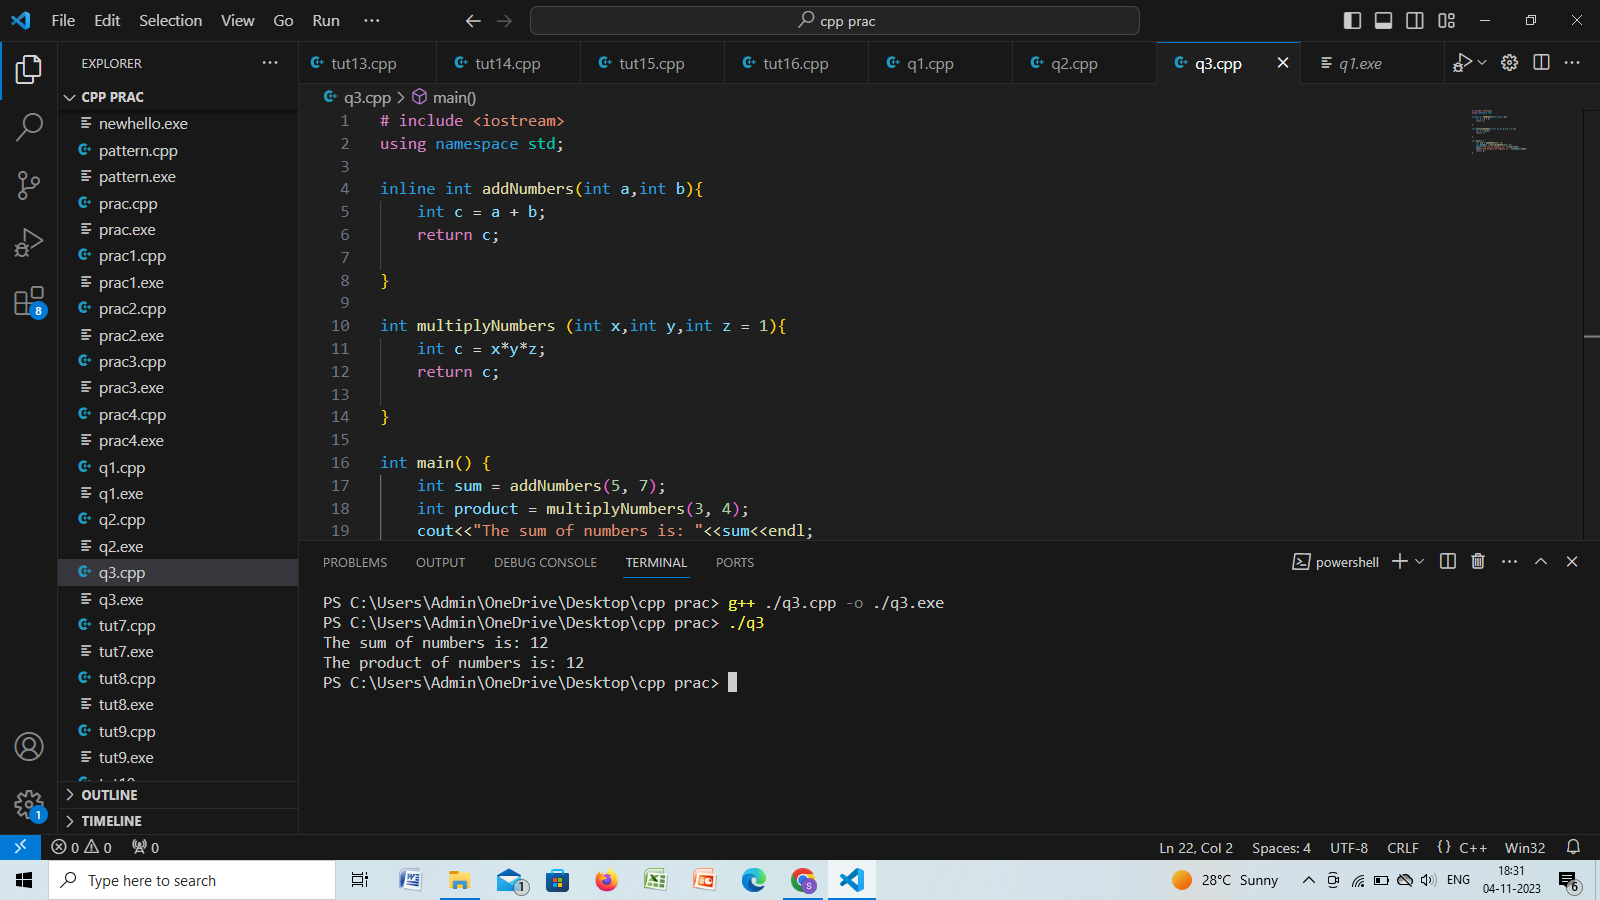 File Edit Selection View Go Run ··· cpp prac
EXPLORER ···
CPP PRAC
newhello.exe
pattern.cpp
pattern.exe
prac.cpp
prac.exe
prac1.cpp
prac1.exe
prac2.cpp
prac2.exe
prac3.cpp
prac3.exe
prac4.cpp
prac4.exe
q1.cpp
q1.exe
q2.cpp
q2.exe
q3.cpp
q3.exe
tut7.cpp
tut7.exe
tut8.cpp
tut8.exe
tut9.cpp
tut9.exe
OUTLINE
TIMELINE
8
1
tut13.cpp tut14.cpp tut15.cpp tut16.cpp q1.cpp q2.cpp q3.cpp q1.exe
q3.cpp > main()
1 # include <iostream>
2 using namespace std;
3
4 inline int addNumbers(int a,int b){
5 int c = a + b;
6 return c;
7
8 }
9
10 int multiplyNumbers (int x,int y,int z = 1){
11 int c = x*y*z;
12 return c;
13
14 }
15
16 int main() {
17 int sum = addNumbers(5, 7);
18 int product = multiplyNumbers(3, 4);
19 cout<<"The sum of numbers is: "<<sum<<endl;
PROBLEMS OUTPUT DEBUG CONSOLE TERMINAL PORTS powershell
PS C:\Users\Admin\OneDrive\Desktop\cpp prac> g++ ./q3.cpp -o ./q3.exe
PS C:\Users\Admin\OneDrive\Desktop\cpp prac> ./q3
The sum of numbers is: 12
The product of numbers is: 12
PS C:\Users\Admin\OneDrive\Desktop\cpp prac>
0 0 0 Ln 22, Col 2 Spaces: 4 UTF-8 CRLF {} C++ Win32
Type here to search 1 S 28°C Sunny ENG 18:31
04-11-2023 6